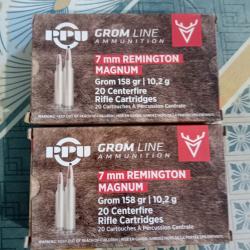 PPU
GROM LINE
AMMUNITION
7 mm REMINGTON
MAGNUM
Grom 158 gr | 10,2 g
20 Centerfire
Rifle Cartridges
20 Cartouches à Percussion Centrale
PPU
GROM LINE
AMMUNITION
7 mm REMINGTON
MAGNUM
Grom 158 gr | 10,2 g
20 Centerfire
Rifle Cartridges
20 Cartouches à Percussion Centrale